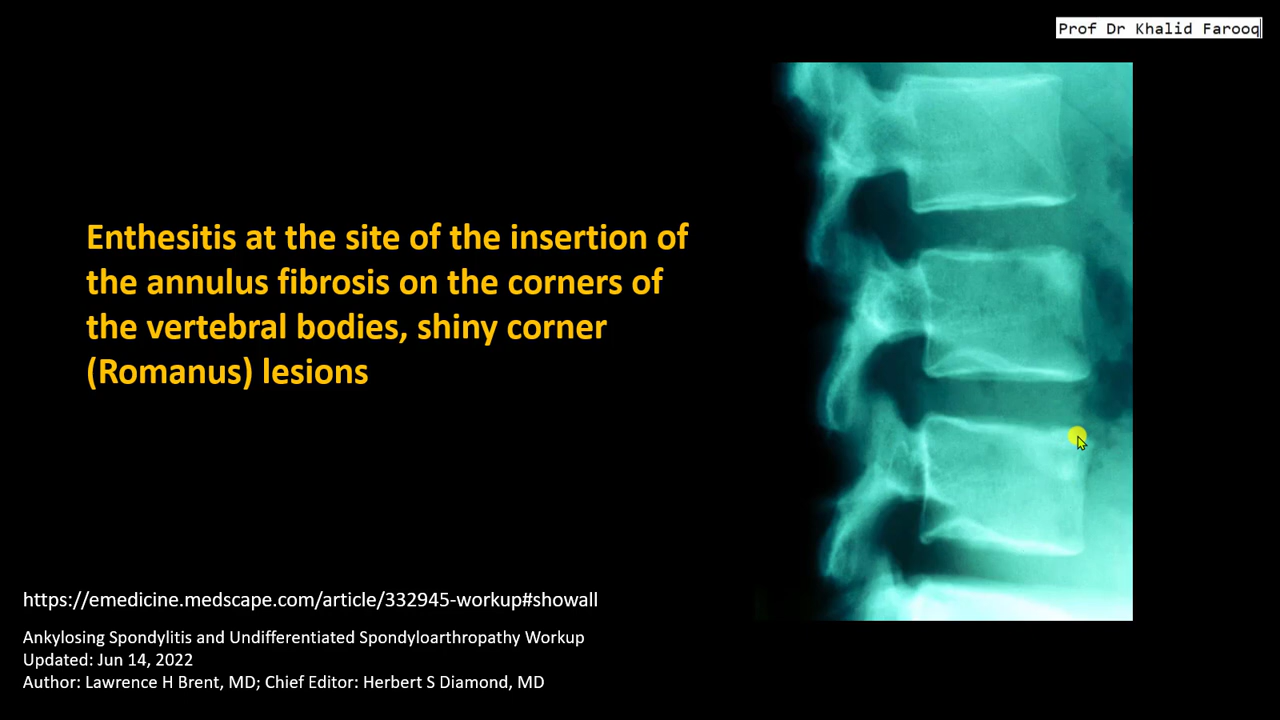 Prof Dr Khalid Farooq
Enthesitis at the site of the insertion of
the annulus fibrosis on the corners of
the vertebral bodies, shiny corner
(Romanus) lesions
https://emedicine.medscape.com/article/332945-workup#showall
Ankylosing Spondylitis and Undifferentiated Spondyloarthropathy Workup
Updated: Jun 14, 2022
Author: Lawrence H Brent, MD; Chief Editor: Herbert S Diamond, MD